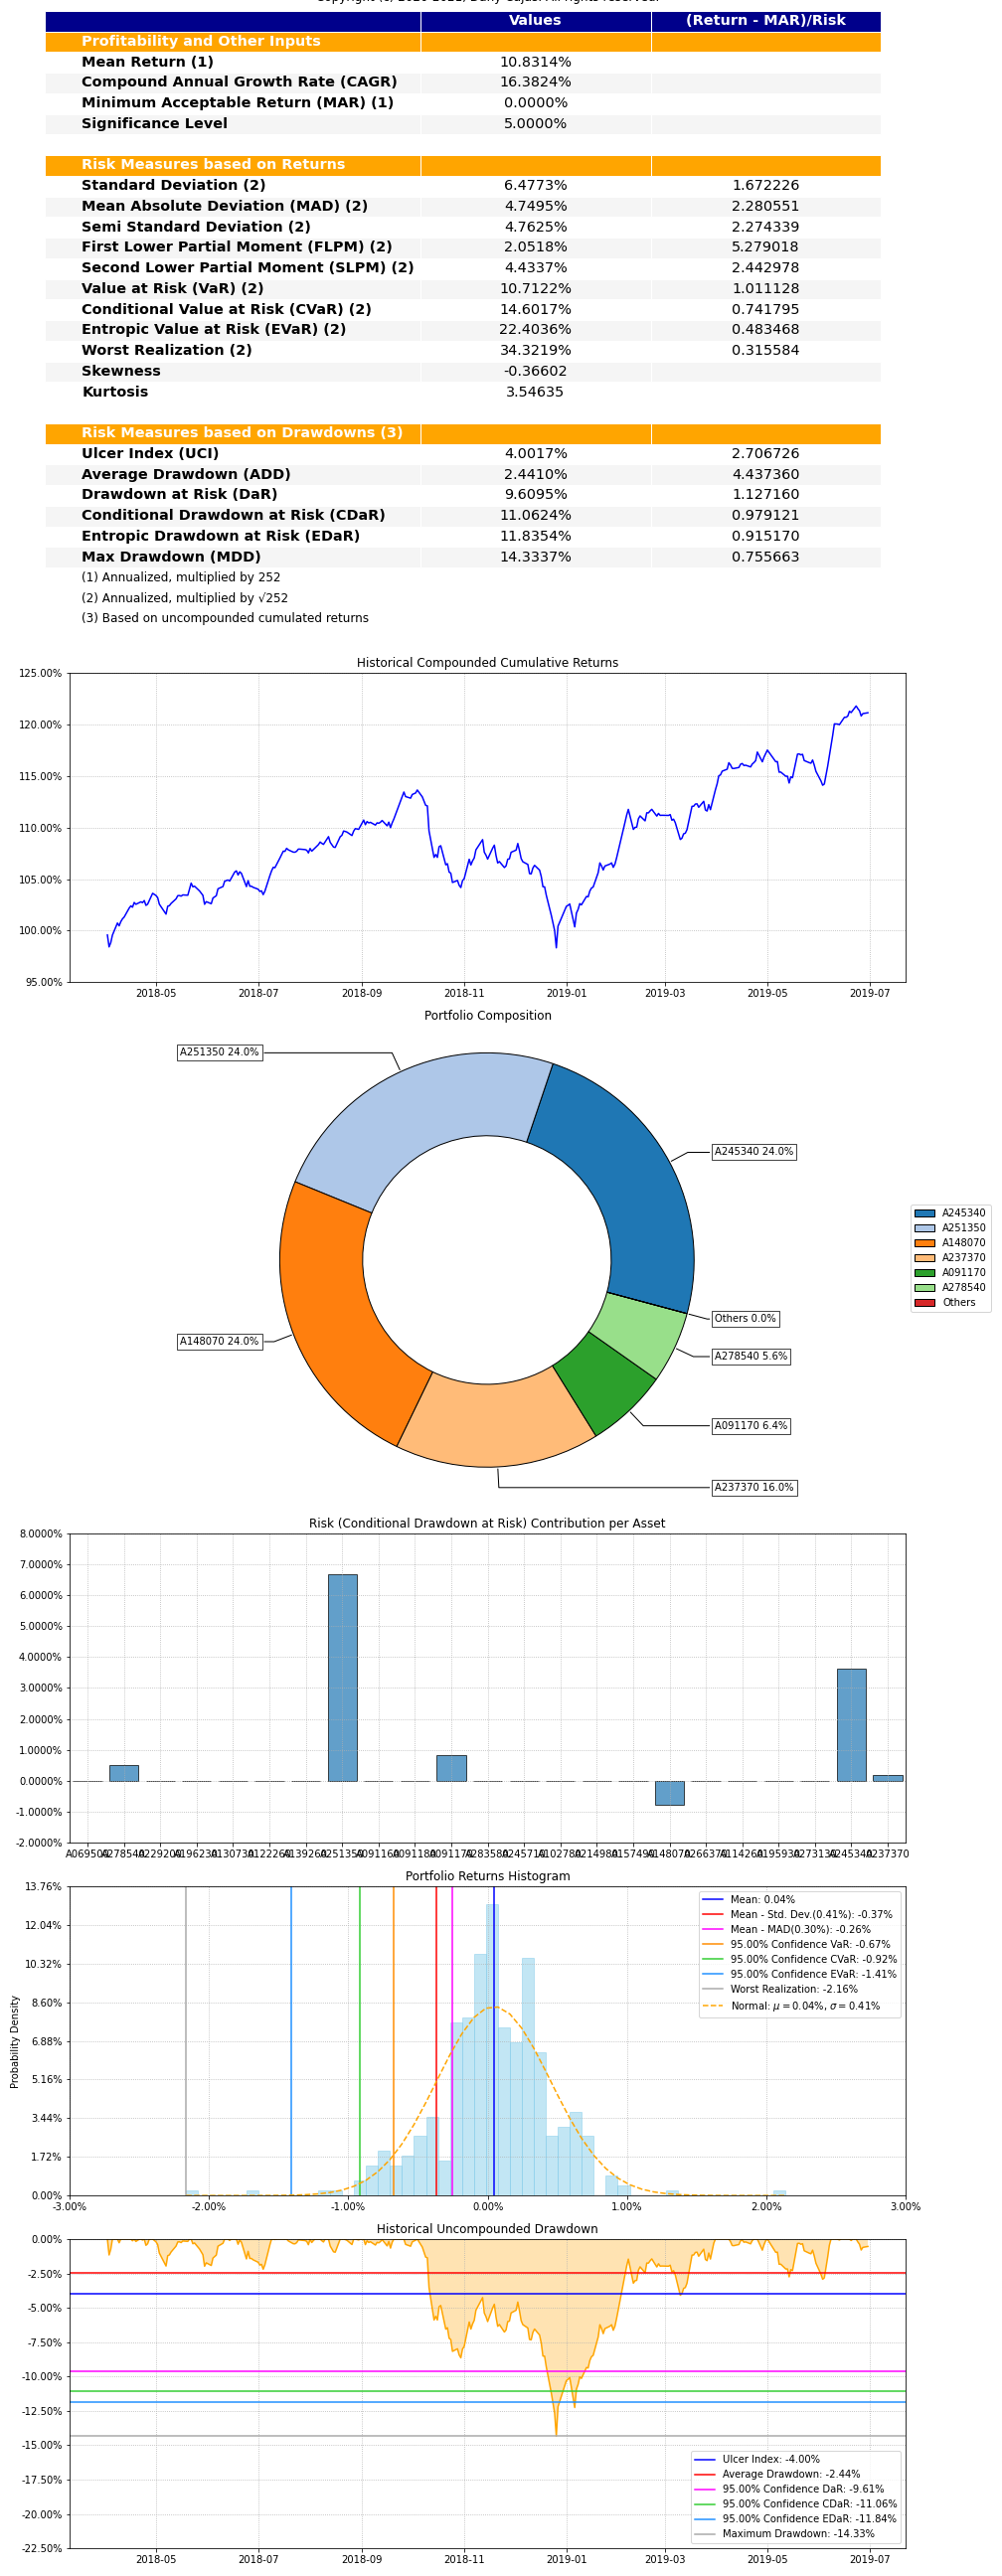 Values (Return - MAR)/Risk
Profitability and Other Inputs
Mean Return (1) 10.8314%
Compound Annual Growth Rate (CAGR) 16.3824%
Minimum Acceptable Return (MAR) (1) 0.0000%
Significance Level 5.0000%
Risk Measures based on Returns
Standard Deviation (2) 6.4773% 1.672226
Mean Absolute Deviation (MAD) (2) 4.7495% 2.280551
Semi Standard Deviation (2) 4.7625% 2.274339
First Lower Partial Moment (FLPM) (2) 2.0518% 5.279018
Second Lower Partial Moment (SLPM) (2) 4.4337% 2.442978
Value at Risk (VaR) (2) 10.7122% 1.011128
Conditional Value at Risk (CVaR) (2) 14.6017% 0.741795
Entropic Value at Risk (EVaR) (2) 22.4036% 0.483468
Worst Realization (2) 34.3219% 0.315584
Skewness -0.36602
Kurtosis 3.54635
Risk Measures based on Drawdowns (3)
Ulcer Index (UCI) 4.0017% 2.706726
Average Drawdown (ADD) 2.4410% 4.437360
Drawdown at Risk (DaR) 9.6095% 1.127160
Conditional Drawdown at Risk (CDaR) 11.0624% 0.979121
Entropic Drawdown at Risk (EDaR) 11.8354% 0.915170
Max Drawdown (MDD) 14.3337% 0.755663
(1) Annualized, multiplied by 252
(2) Annualized, multiplied by √252
(3) Based on uncompounded cumulated returns
Historical Compounded Cumulative Returns
125.00%
120.00%
115.00%
110.00%
105.00%
100.00%
95.00%
2018-05 2018-07 2018-09 2018-11 2019-01 2019-03 2019-05 2019-07
Portfolio Composition
A251350 24.0%
A245340 24.0%
A148070 24.0%
Others 0.0%
A278540 5.6%
A091170 6.4%
A237370 16.0%
A245340
A251350
A148070
A237370
A091170
A278540
Others
Risk (Conditional Drawdown at Risk) Contribution per Asset
8.0000%
7.0000%
6.0000%
5.0000%
4.0000%
3.0000%
2.0000%
1.0000%
0.0000%
-1.0000%
-2.0000%
A237370
Portfolio Returns Histogram
Probability Density
13.76%
12.04%
10.32%
8.60%
6.88%
5.16%
3.44%
1.72%
0.00%
-3.00% -2.00% -1.00% 0.00% 1.00% 2.00% 3.00%
Mean: 0.04%
Mean - Std. Dev.(0.41%): -0.37%
Mean - MAD(0.30%): -0.26%
95.00% Confidence VaR: -0.67%
95.00% Confidence CVaR: -0.92%
95.00% Confidence EVaR: -1.41%
Worst Realization: -2.16%
Normal: μ = 0.04%, σ = 0.41%
Historical Uncompounded Drawdown
0.00%
-2.50%
-5.00%
-7.50%
-10.00%
-12.50%
-15.00%
-17.50%
-20.00%
-22.50%
Ulcer Index: -4.00%
Average Drawdown: -2.44%
95.00% Confidence DaR: -9.61%
95.00% Confidence CDaR: -11.06%
95.00% Confidence EDaR: -11.84%
Maximum Drawdown: -14.33%
2018-05 2018-07 2018-09 2018-11 2019-01 2019-03 2019-05 2019-07